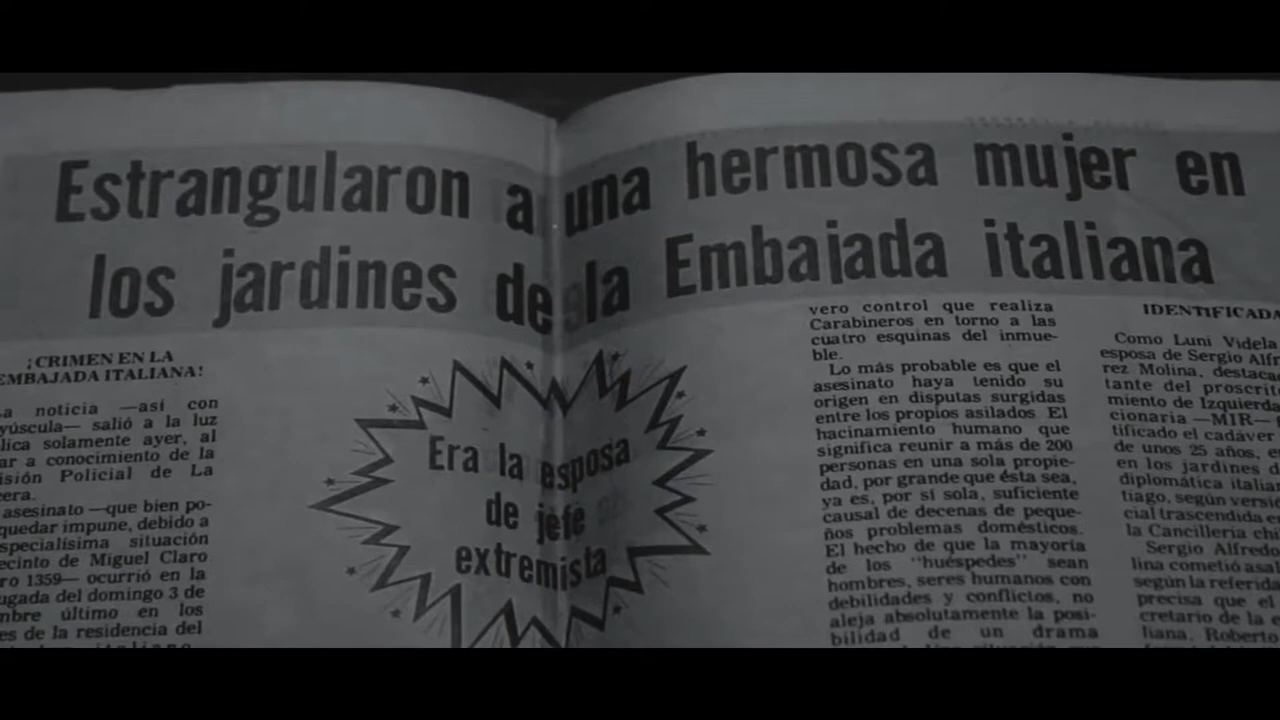 Estrangularon a una hermosa mujer en
los jardines de la Embajada italiana
¡CRIMEN EN LA
EMBAJADA ITALIANA!
a noticia —así con
yúscula— salió a la luz
lica solamente ayer, al
ar a conocimiento de la
isión Policial de La
cera.
asesinato —que bien po-
quedar impune, debido a
specialísima situación
ecinto de Miguel Claro
ro 1359— ocurrió en la
ugada del domingo 3 de
mbre último en los
es de la residencia del
italiano
Era la esposa
de jefe
extremista
vero control que realiza
Carabineros en torno a las
cuatro esquinas del inmue-
ble.
Lo más probable es que el
asesinato haya tenido su
origen en disputas surgidas
entre los propios asilados. El
hacinamiento humano que
significa reunir a más de 200
personas en una sola propie-
dad, por grande que ésta sea,
ya es, por sí sola, suficiente
causal de decenas de peque-
ños problemas domésticos.
El hecho de que la mayoría
de los "huéspedes" sean
hombres, seres humanos con
debilidades y conflictos, no
aleja absolutamente la posi-
bilidad de un drama
IDENTIFICADA
Como Luni Videla
esposa de Sergio Alfr
rez Molina, destacad
tante del proscrit
miento de Izquierda
cionaria —MIR—
tificado el cadáver
de unos 25 años, e
en los jardines d
diplomática italian
tiago, según versió
cial trascendida e
la Cancillería chi
Sergio Alfredo
lina cometió asal
según la referida
precisa que el
cretario de la e
liana, Roberto